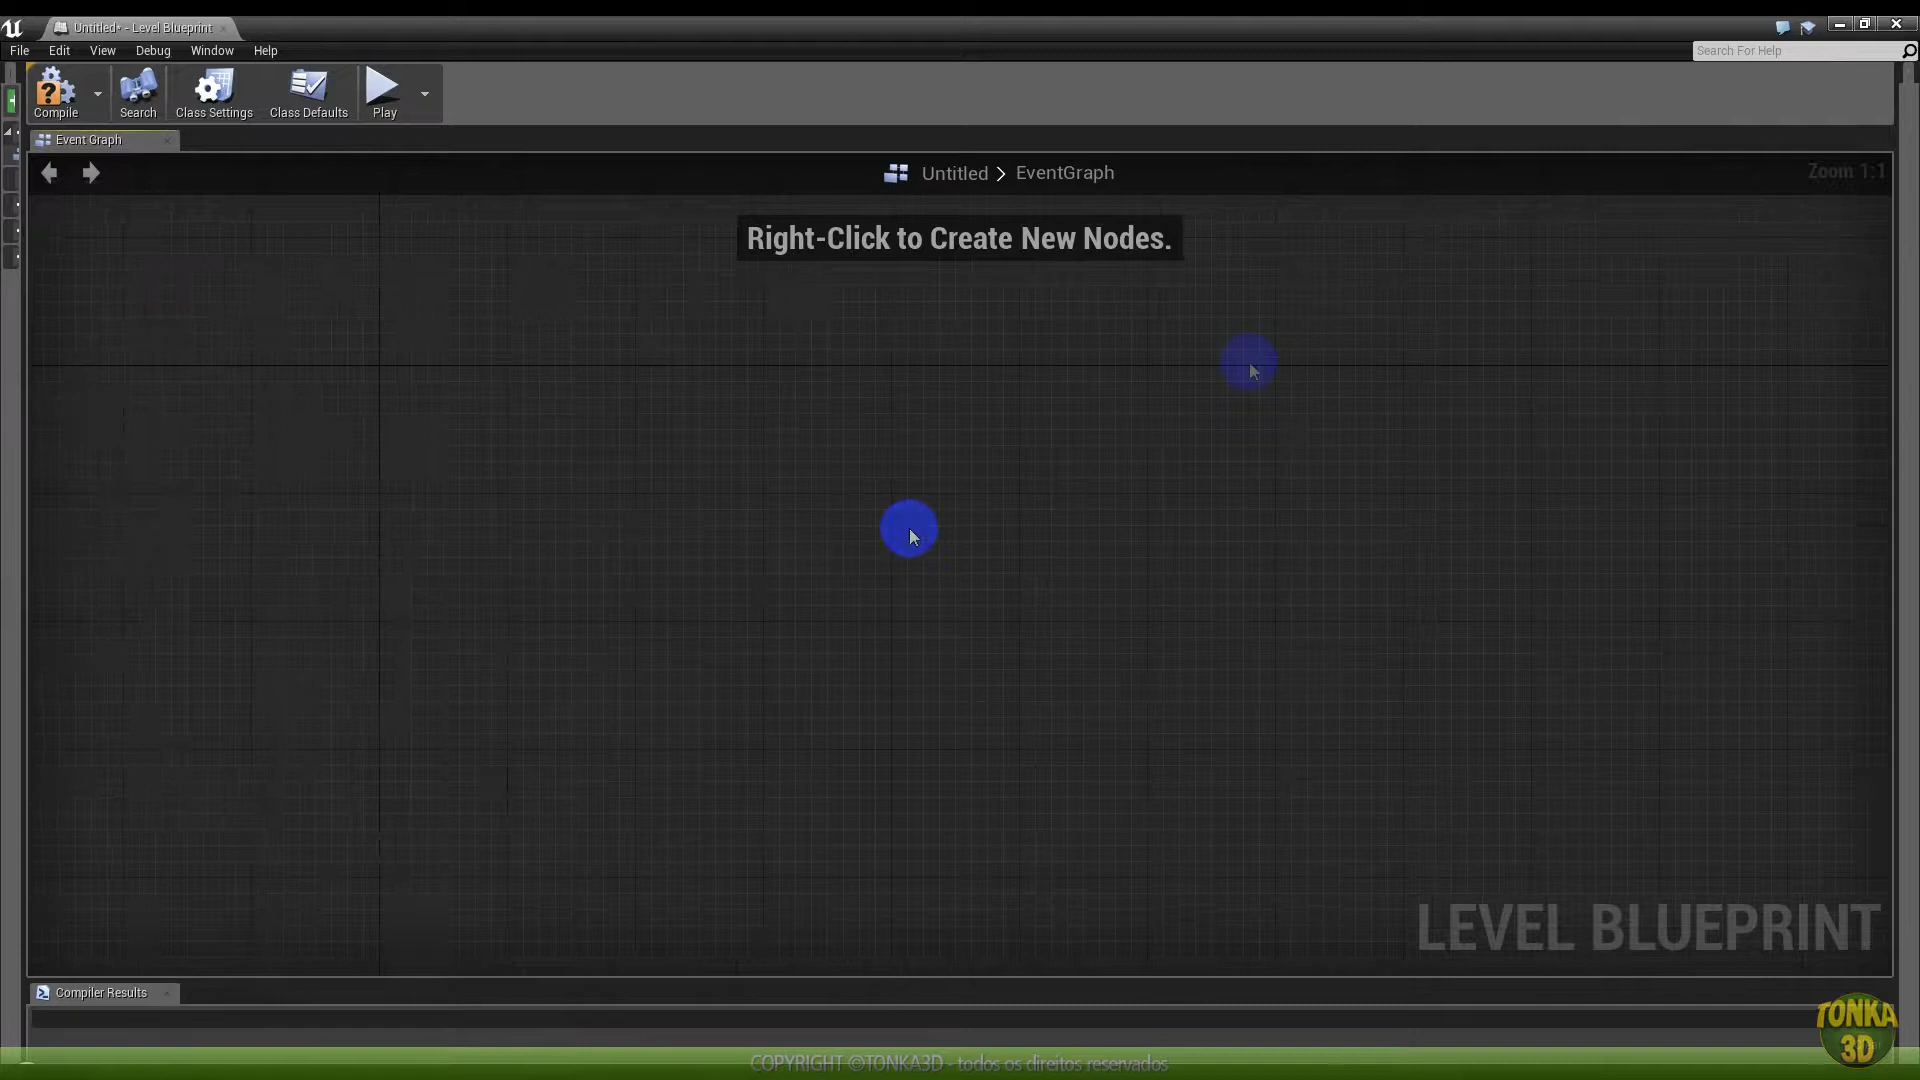 Untitled* - Level Blueprint
File Edit View Debug Window Help
Search For Help
Compile Search Class Settings Class Defaults Play
Event Graph
Untitled > EventGraph
Zoom 1:1
Right-Click to Create New Nodes.
LEVEL BLUEPRINT
Compiler Results
TONKA
3D
COPYRIGHT ©TONKA3D - todos os direitos reservados